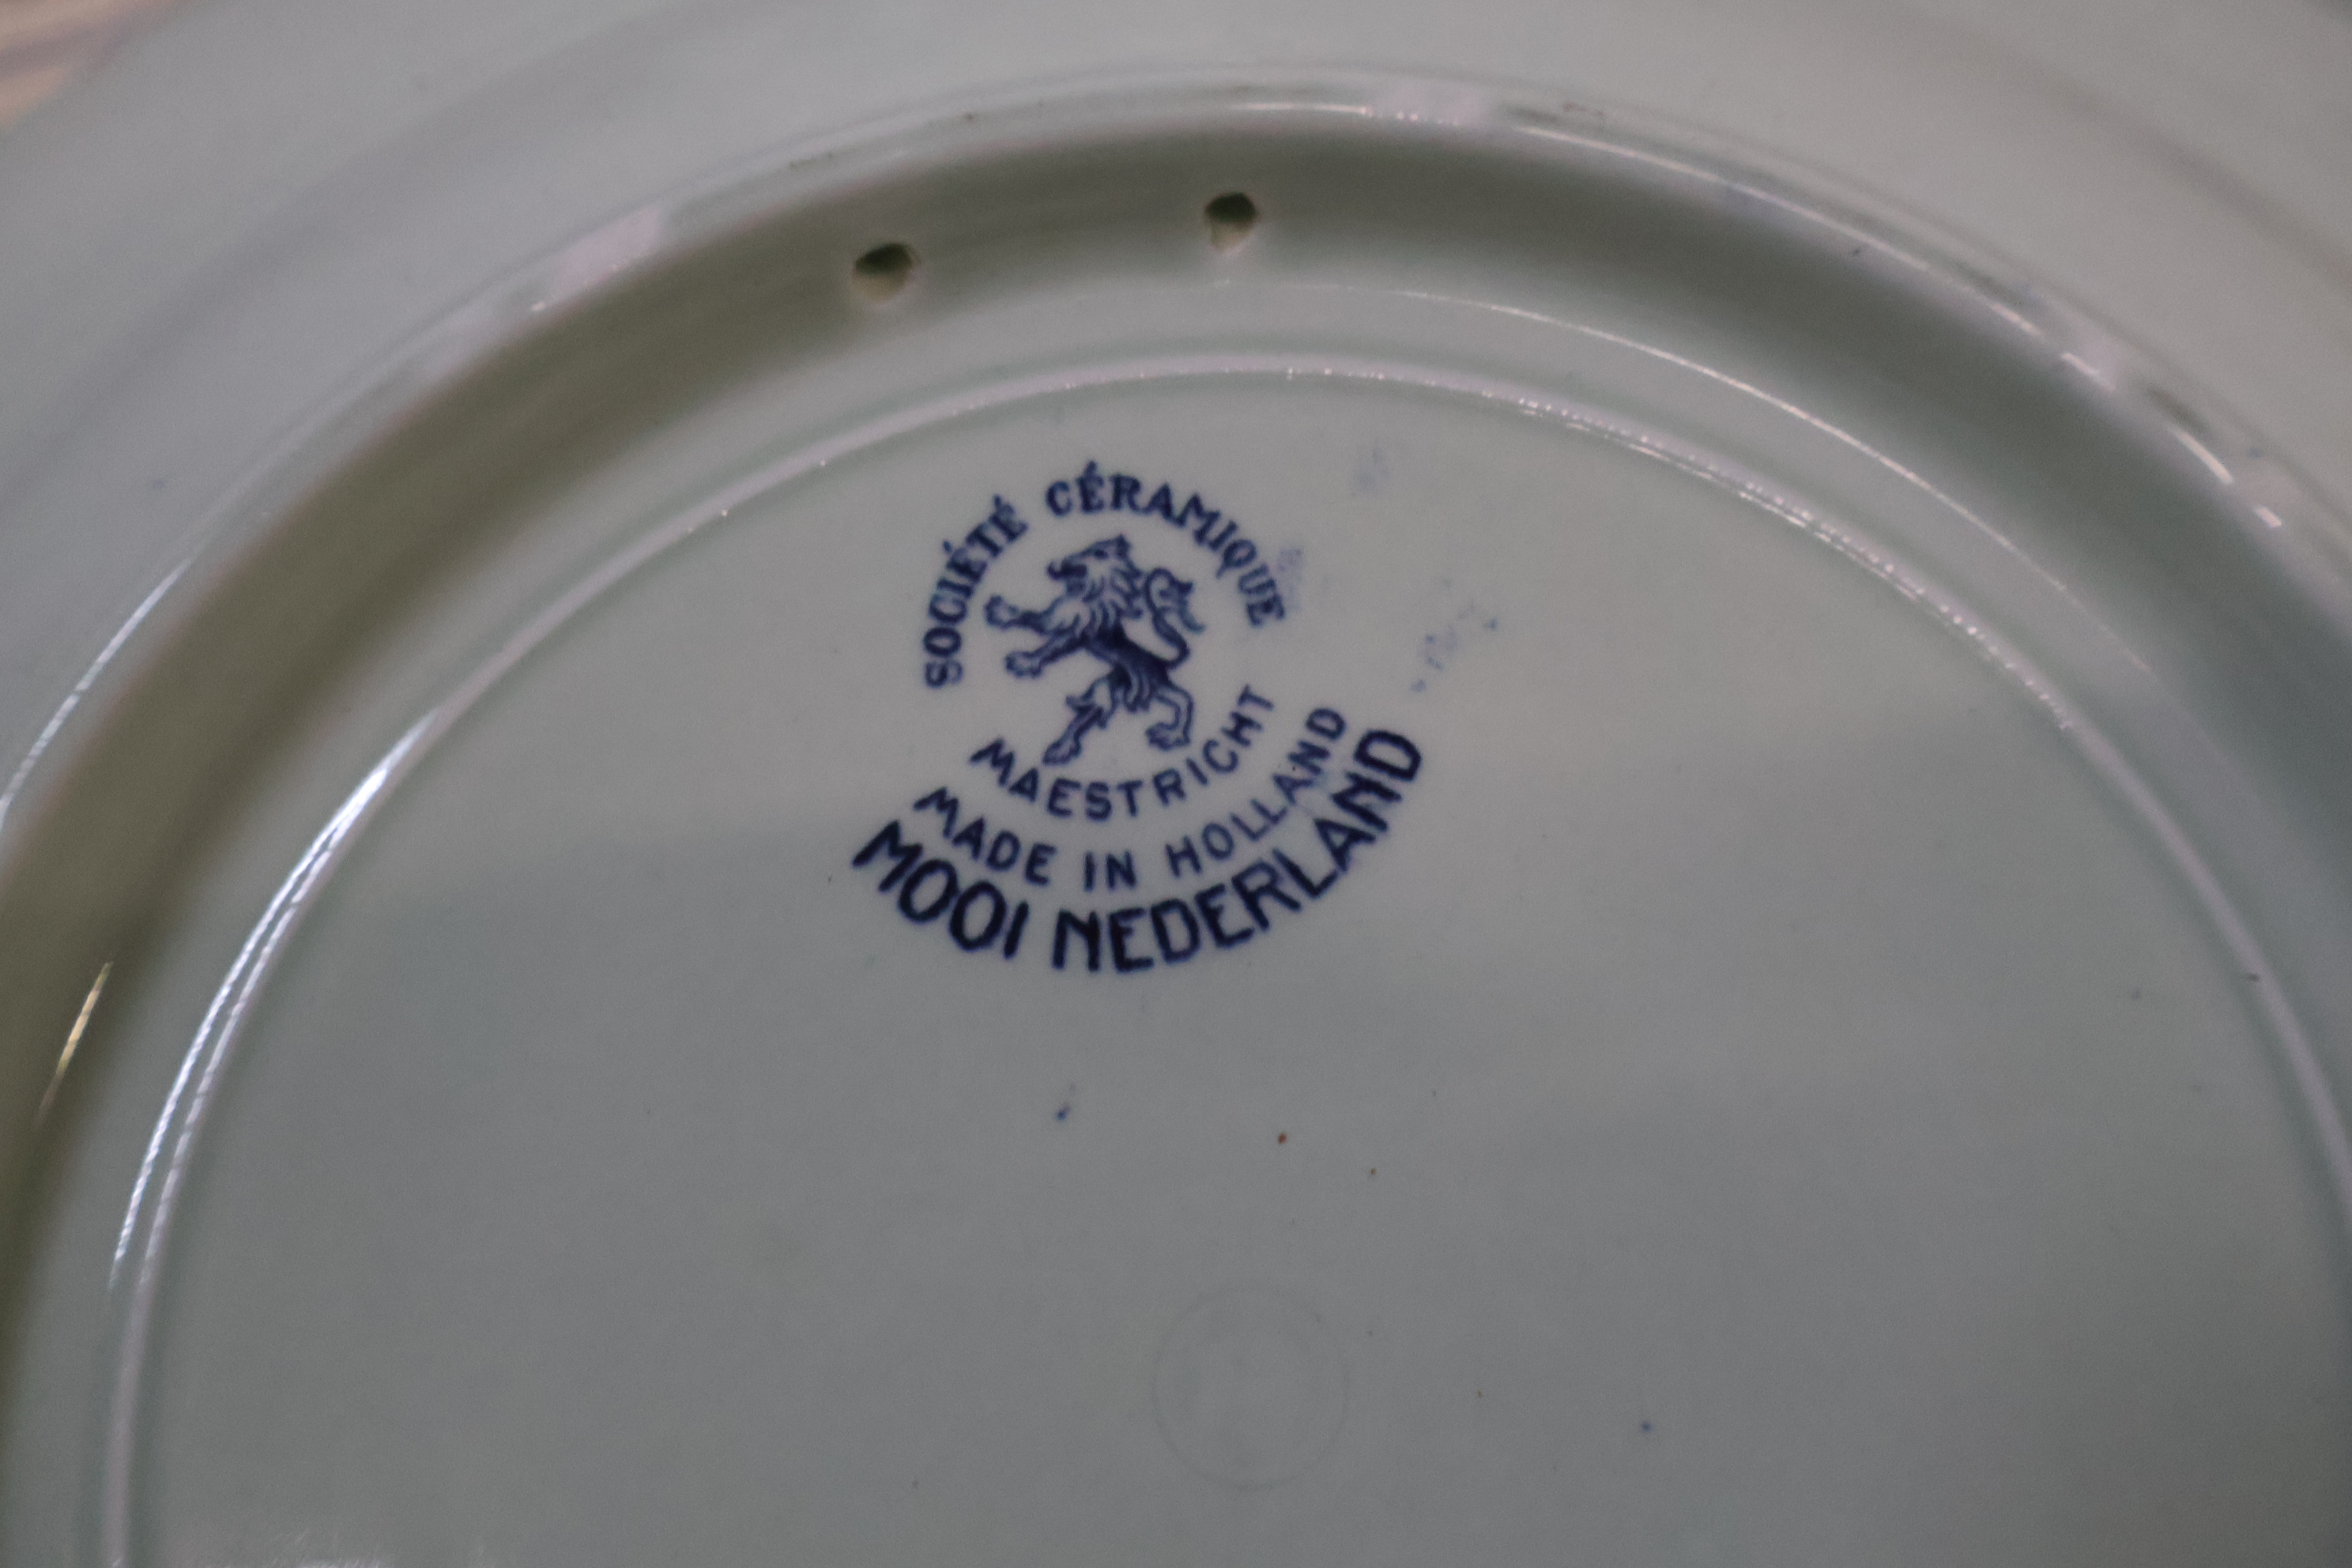 SOCIÉTÉ CÉRAMIQUE
MAESTRICHT
MADE IN HOLLAND
MOOI NEDERLAND